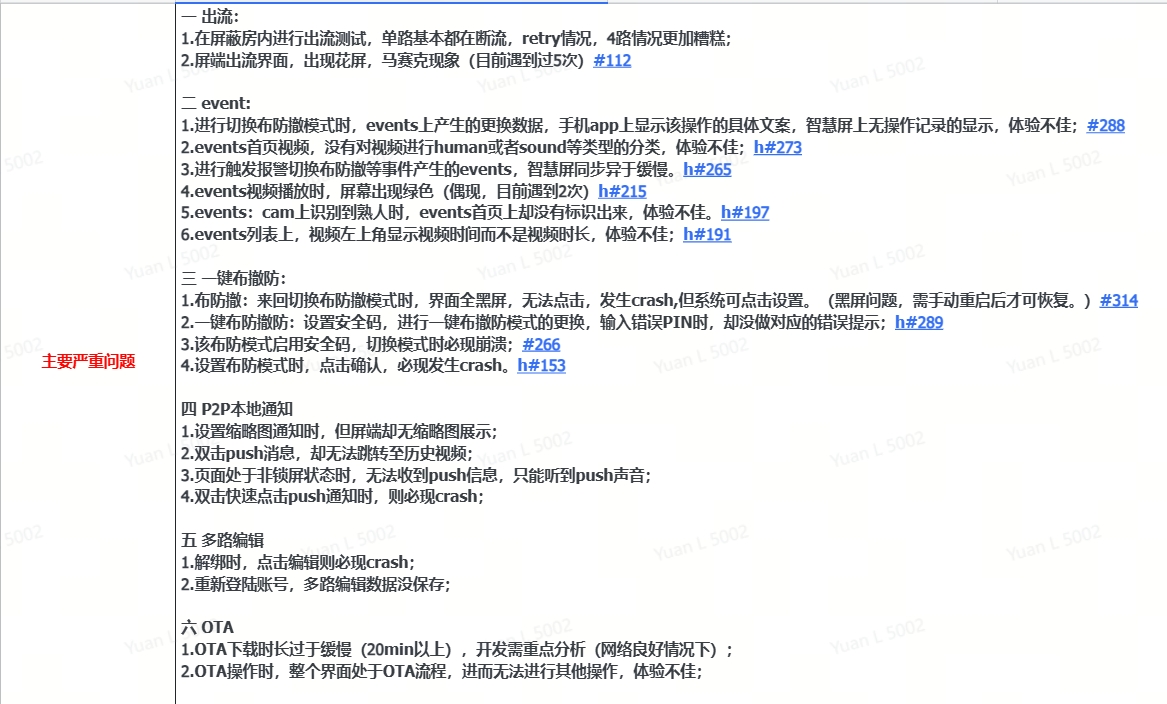 一 出流：
1.在屏蔽房内进行出流测试，单路基本都在断流，retry情况，4路情况更加糟糕；
2.屏端出流界面，出现花屏，马赛克现象（目前遇到过5次）#112
二 event:
1.进行切换布防撤模式时，events上产生的更换数据，手机app上显示该操作的具体文案，智慧屏上无操作记录的显示，体验不佳；#288
2.events首页视频，没有对视频进行human或者sound等类型的分类，体验不佳；h#273
3.进行触发报警切换布防撤等事件产生的events，智慧屏同步异于缓慢。h#265
4.events视频播放时，屏幕出现绿色（偶现，目前遇到2次）h#215
5.events：cam上识别到熟人时，events首页上却没有标识出来，体验不佳。h#197
6.events列表上，视频左上角显示视频时间而不是视频时长，体验不佳；h#191
三 一键布撤防：
1.布防撤：来回切换布防撤模式时，界面全黑屏，无法点击，发生crash,但系统可点击设置。（黑屏问题，需手动重启后才可恢复。）#314
2.一键布防撤防：设置安全码，进行一键布撤防模式的更换，输入错误PIN时，却没做对应的错误提示；h#289
主要严重问题
3.该布防模式启用安全码，切换模式时必现崩溃；#266
4.设置布防模式时，点击确认，必现发生crash。h#153
四 P2P本地通知
1.设置缩略图通知时，但屏端却无缩略图展示；
2.双击push消息，却无法跳转至历史视频；
3.页面处于非锁屏状态时，无法收到push信息，只能听到push声音；
4.双击快速点击push通知时，则必现crash；
五 多路编辑
1.解绑时，点击编辑则必现crash；
2.重新登陆账号，多路编辑数据没保存；
六 OTA
1.OTA下载时长过于缓慢（20min以上），开发需重点分析（网络良好情况下）；
2.OTA操作时，整个界面处于OTA流程，进而无法进行其他操作，体验不佳；
Yuan L 5002